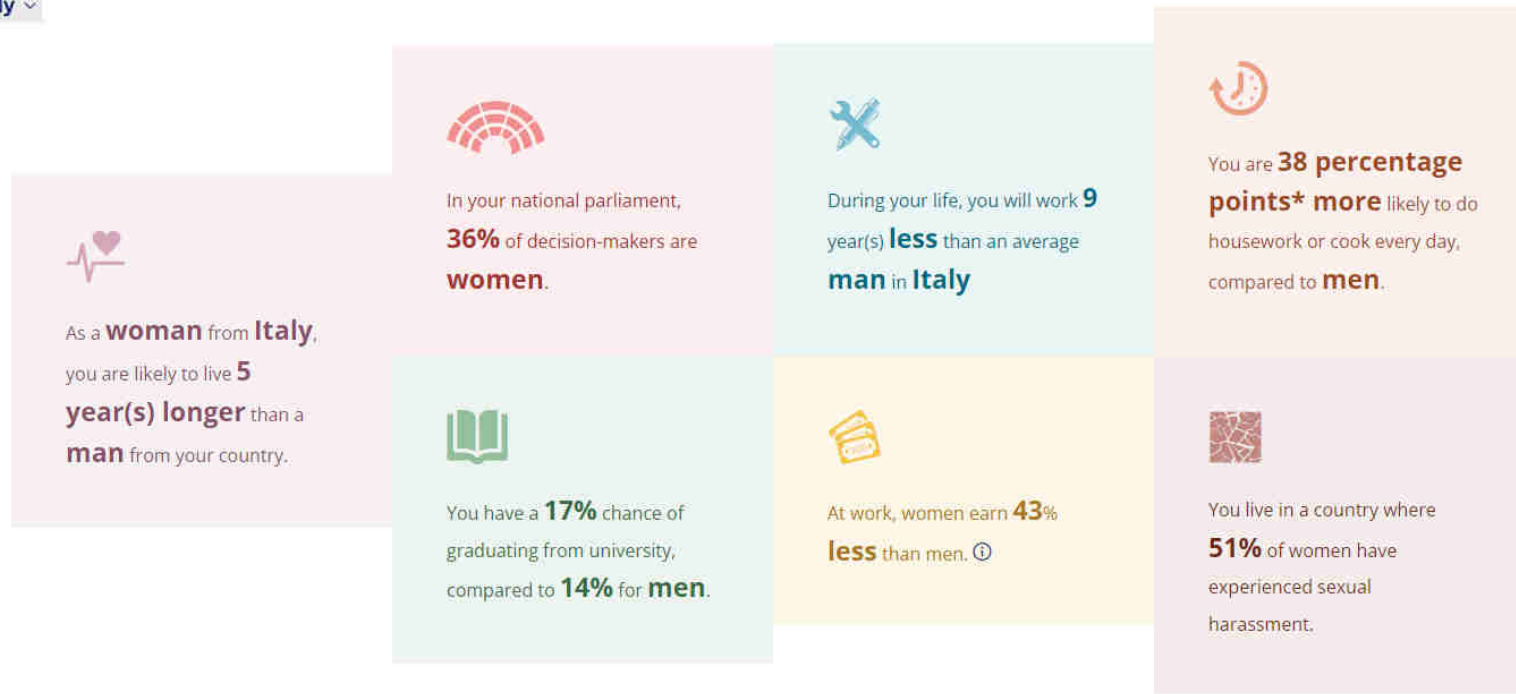 ly
As a woman from Italy,
you are likely to live 5
year(s) longer than a
man from your country.
In your national parliament,
36% of decision-makers are
women.
You have a 17% chance of
graduating from university,
compared to 14% for men.
During your life, you will work 9
year(s) less than an average
man in Italy
At work, women earn 43%
less than men.
You are 38 percentage
points* more likely to do
housework or cook every day,
compared to men.
You live in a country where
51% of women have
experienced sexual
harassment.